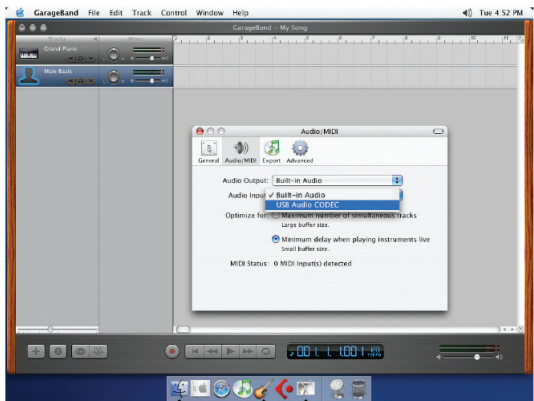 GarageBand File Edit Track Control Window Help Tue 4:52 PM
GarageBand – My Song
Tracks Mixer
Grand Piano
Male Basic
Audio/MIDI
General Audio/MIDI Export Advanced
Audio Output: Built-in Audio
Audio Input ✓ Built-in Audio
USB Audio CODEC
Optimize for: Maximum number of simultaneous tracks
Large buffer size.
Minimum delay when playing instruments live
Small buffer size.
MIDI Status: 0 MIDI Input(s) detected